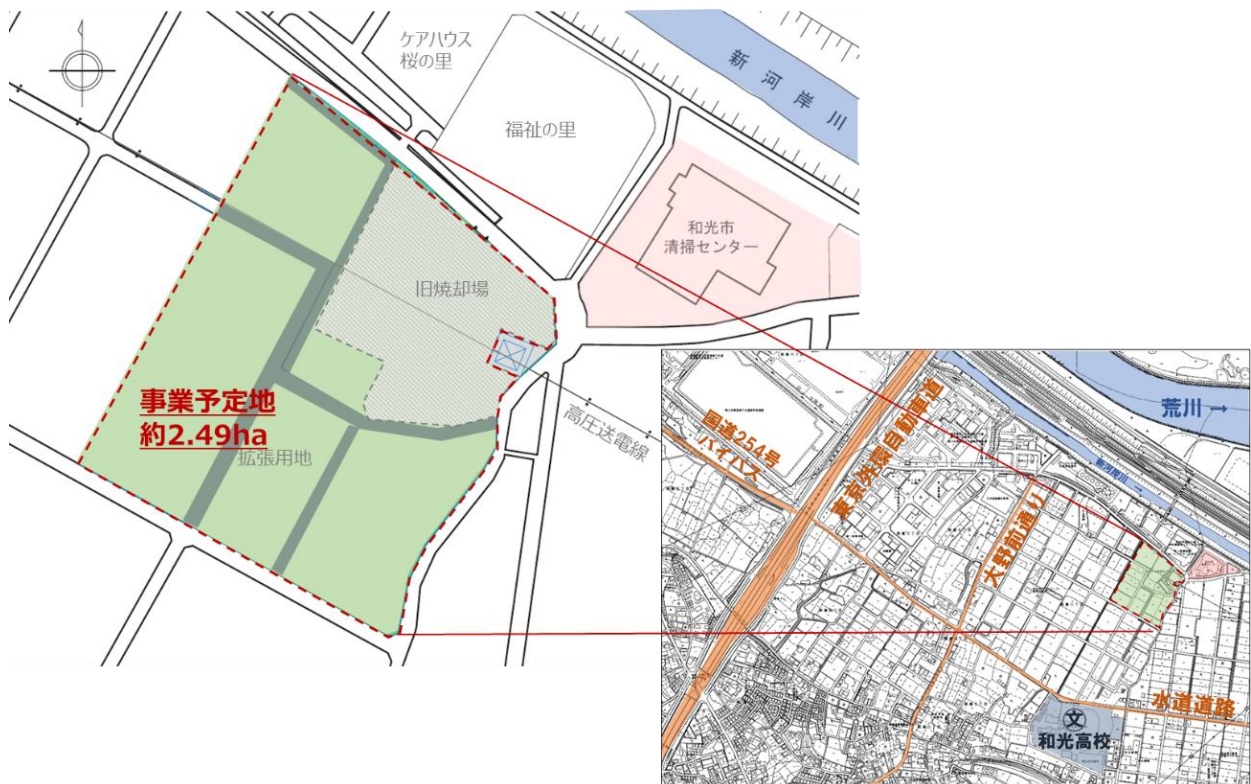 ケアハウス
桜の里
新河岸川
福祉の里
和光市
清掃センター
旧焼却場
事業予定地
約2.49ha
拡張用地
高圧送電線
荒川 →
国道254号
バイパス
東京外環自動車道
新河岸川 →
大野前通り
水道道路
文
和光高校